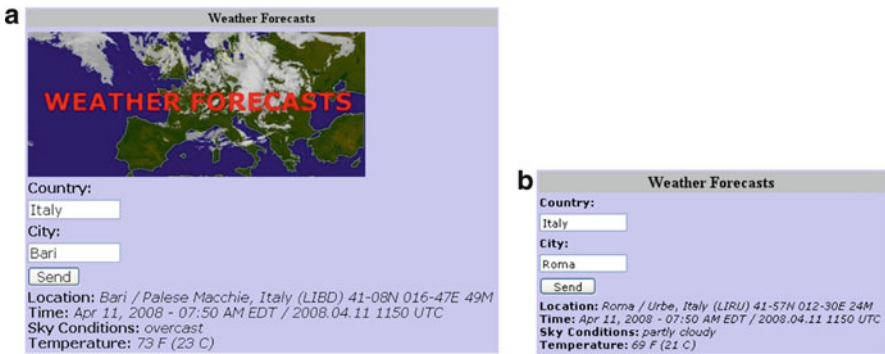 a
Weather Forecasts
WEATHER FORECASTS
Country:
Italy
City:
Bari
Send
Location: Bari / Palese Macchie, Italy (LIBD) 41-08N 016-47E 49M
Time: Apr 11, 2008 - 07:50 AM EDT / 2008.04.11 1150 UTC
Sky Conditions: overcast
Temperature: 73 F (23 C)
b
Weather Forecasts
Country:
Italy
City:
Roma
Send
Location: Roma / Urbe, Italy (LIRU) 41-57N 012-30E 24M
Time: Apr 11, 2008 - 07:50 AM EDT / 2008.04.11 1150 UTC
Sky Conditions: partly cloudy
Temperature: 69 F (21 C)